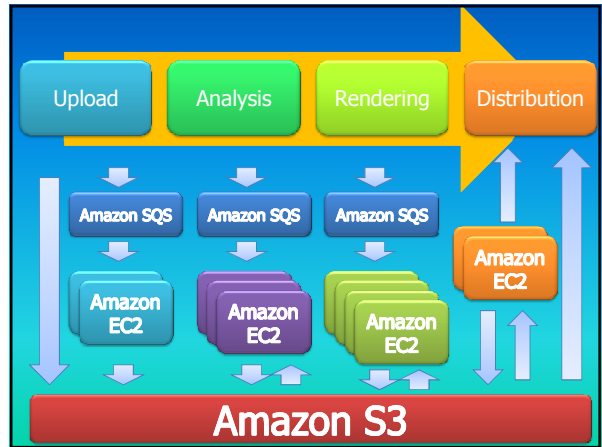 Upload
Analysis
Rendering
Distribution
Amazon SQS
Amazon SQS
Amazon SQS
Amazon
EC2
Amazon
EC2
Amazon
EC2
Amazon
EC2
Amazon S3